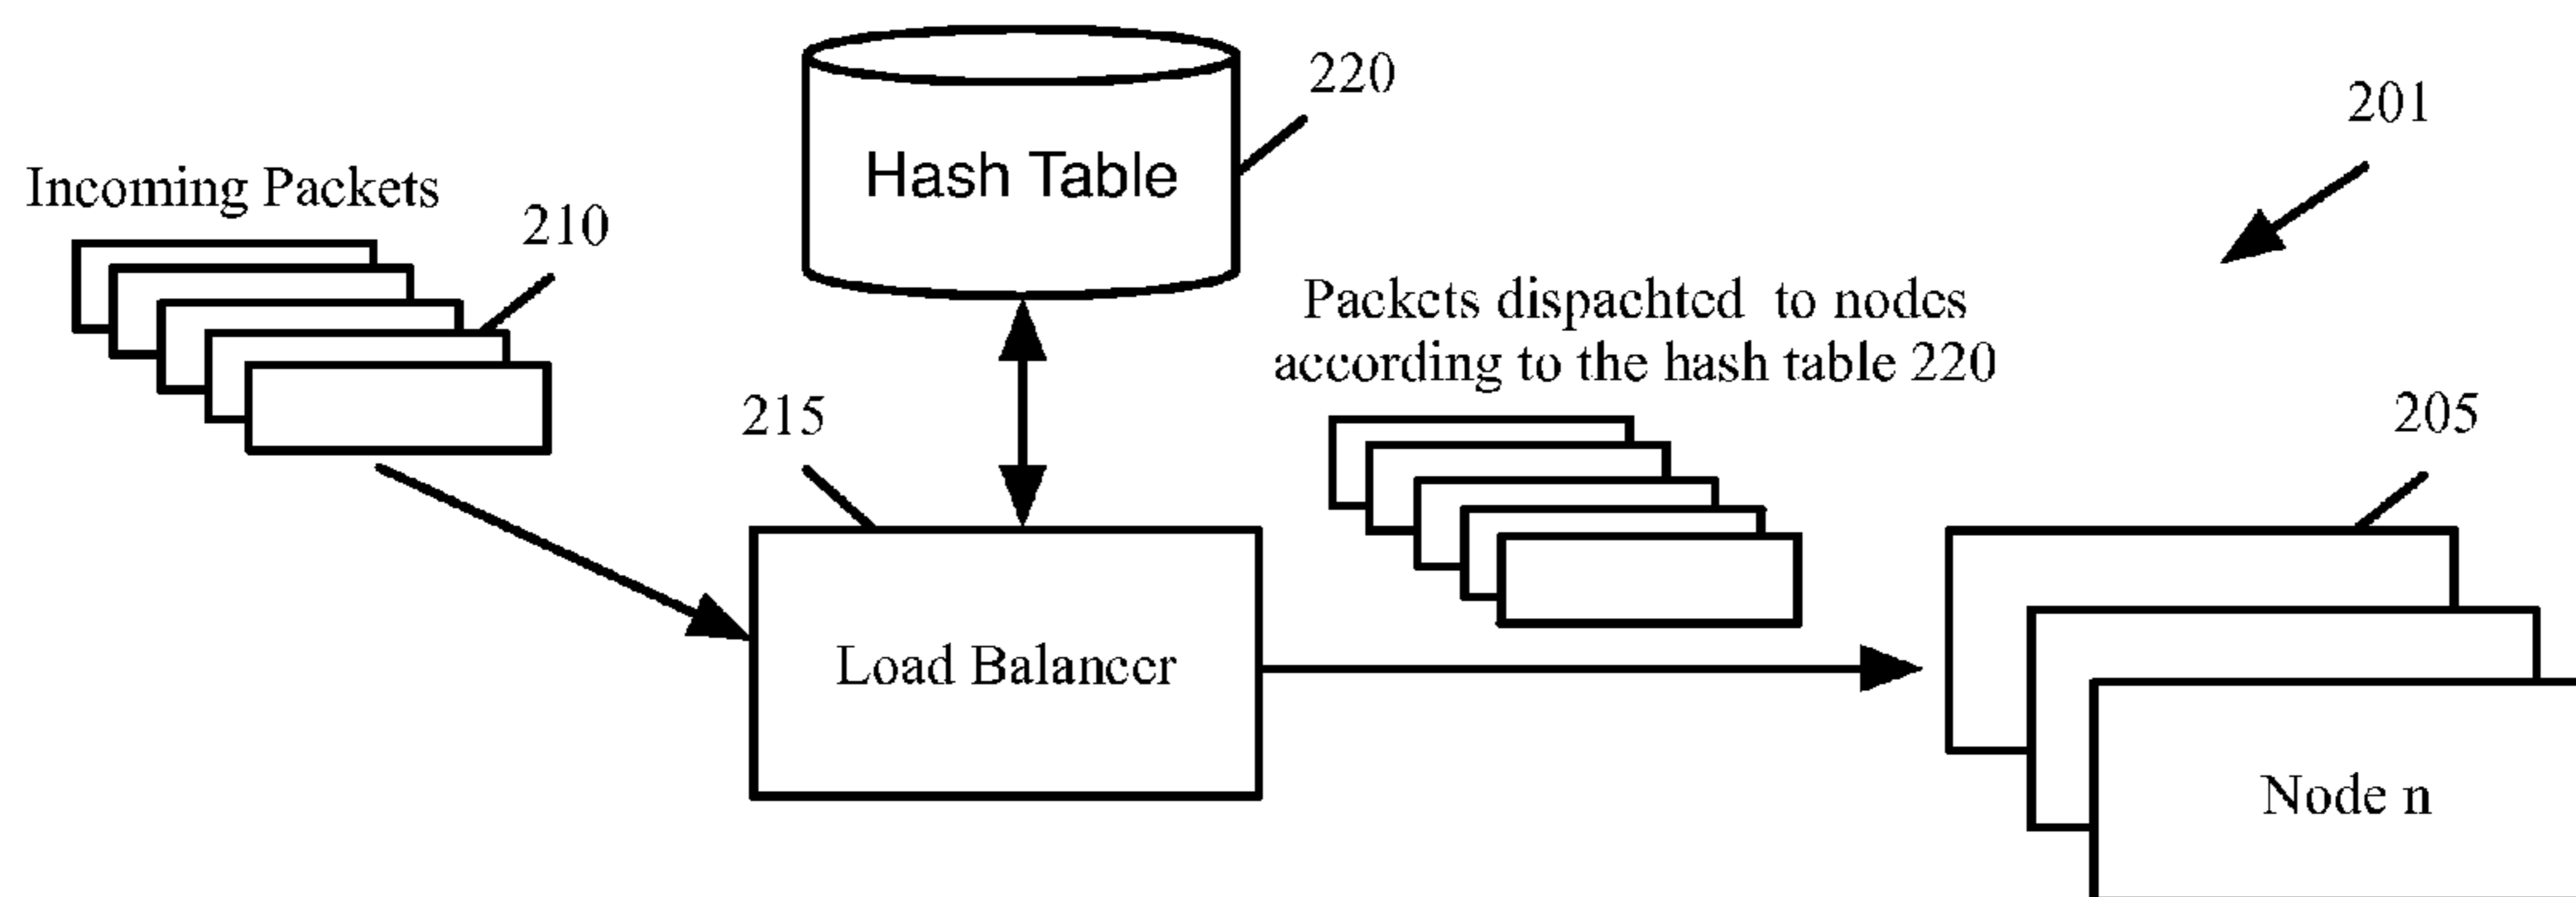 220
201
Hash Table
Incoming Packets
210
Packets dispachted to nodes
according to the hash table 220
215
205
Load Balancer
Node n